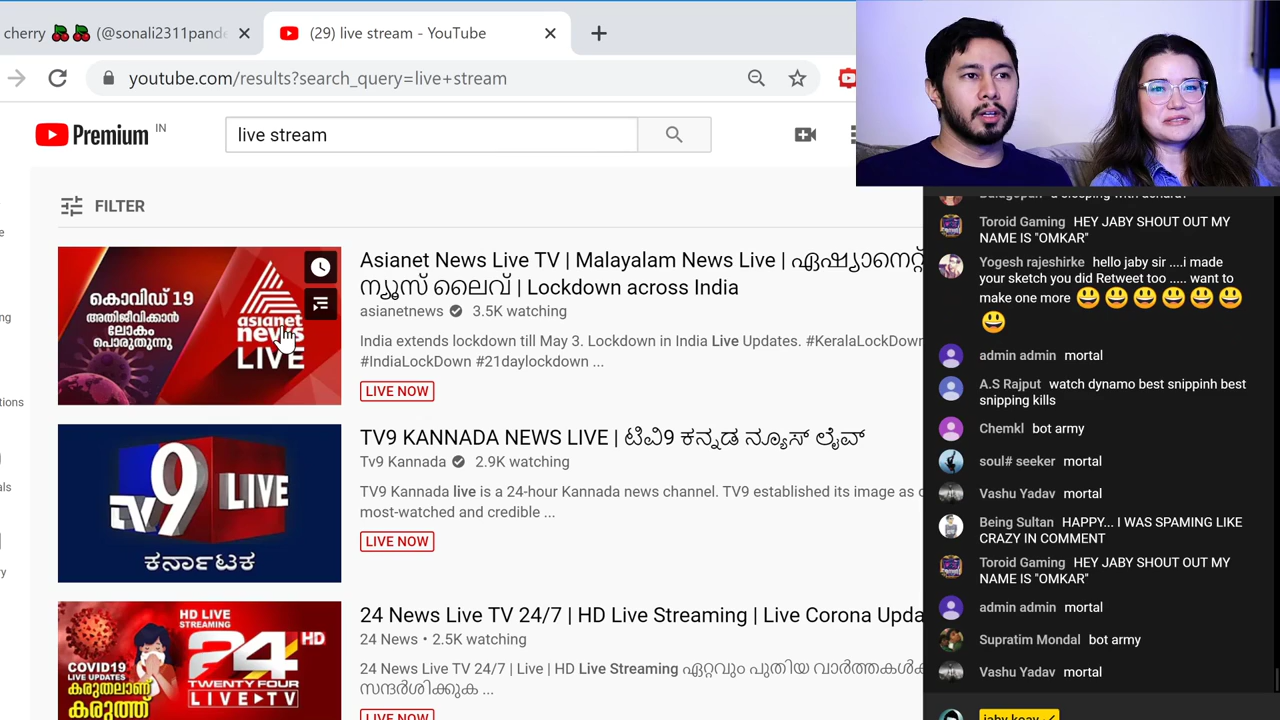 cherry 🍒🍒 (@sonali2311pand
(29) live stream - YouTube
youtube.com/results?search_query=live+stream
Premium IN
live stream
FILTER
കൊവിഡ് 19
അതിജീവിക്കാൻ
ലോകം
പൊരുതുന്നു
asianet
news
LIVE
Asianet News Live TV | Malayalam News Live | ഏഷ്യാനെറ്റ്
ന്യൂസ് ലൈവ് | Lockdown across India
asianetnews 3.5K watching
India extends lockdown till May 3. Lockdown in India Live Updates. #KeralaLockDown
#IndiaLockDown #21daylockdown ...
LIVE NOW
TV9 LIVE
ಕರ್ನಾಟಕ
TV9 KANNADA NEWS LIVE | ಟಿವಿ9 ಕನ್ನಡ ನ್ಯೂಸ್ ಲೈವ್
Tv9 Kannada 2.9K watching
TV9 Kannada live is a 24-hour Kannada news channel. TV9 established its image as
most-watched and credible ...
LIVE NOW
HD LIVE
STREAMING
24 HD
TWENTY FOUR
LIVE TV
COVID19
LIVE UPDATES
കരുതലാണ്
കരുത്ത്
24 News Live TV 24/7 | HD Live Streaming | Live Corona Upda
24 News • 2.5K watching
24 News Live TV 24/7 | Live | HD Live Streaming ഏറ്റവും പുതിയ വാർത്തകൾക്ക്
സന്ദർശിക്കുക ...
LIVE NOW
Toroid Gaming HEY JABY SHOUT OUT MY
NAME IS "OMKAR"
Yogesh rajeshirke hello jaby sir ....i made
your sketch you did Retweet too ..... want to
make one more 😃😃😃😃😃
😃
admin admin mortal
A.S Rajput watch dynamo best snippinh best
snipping kills
Chemkl bot army
soul# seeker mortal
Vashu Yadav mortal
Being Sultan HAPPY... I WAS SPAMING LIKE
CRAZY IN COMMENT
Toroid Gaming HEY JABY SHOUT OUT MY
NAME IS "OMKAR"
admin admin mortal
Supratim Mondal bot army
Vashu Yadav mortal
jaby koay